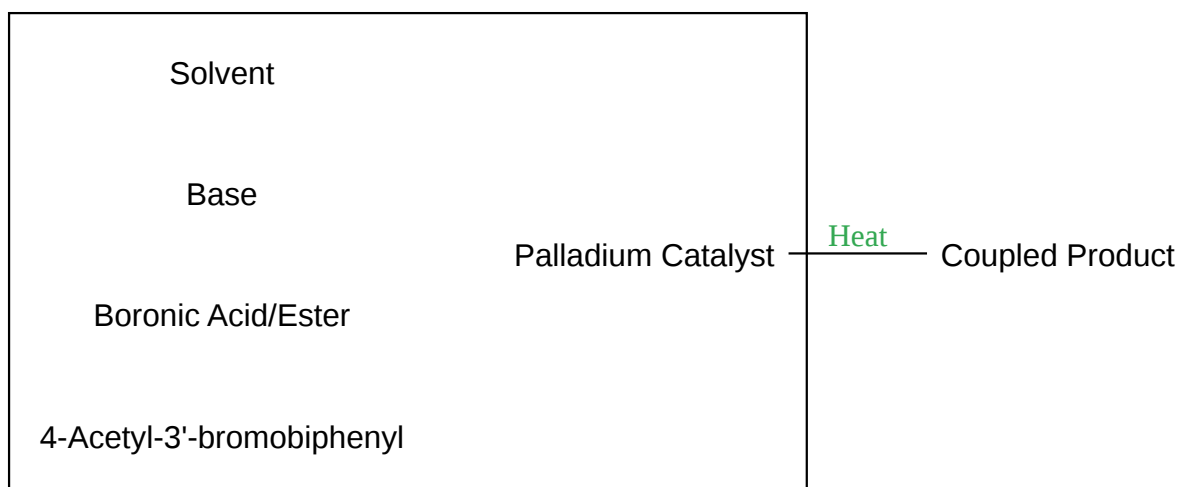 Solvent
Base
Palladium Catalyst
Heat
Coupled Product
Boronic Acid/Ester
4-Acetyl-3'-bromobiphenyl